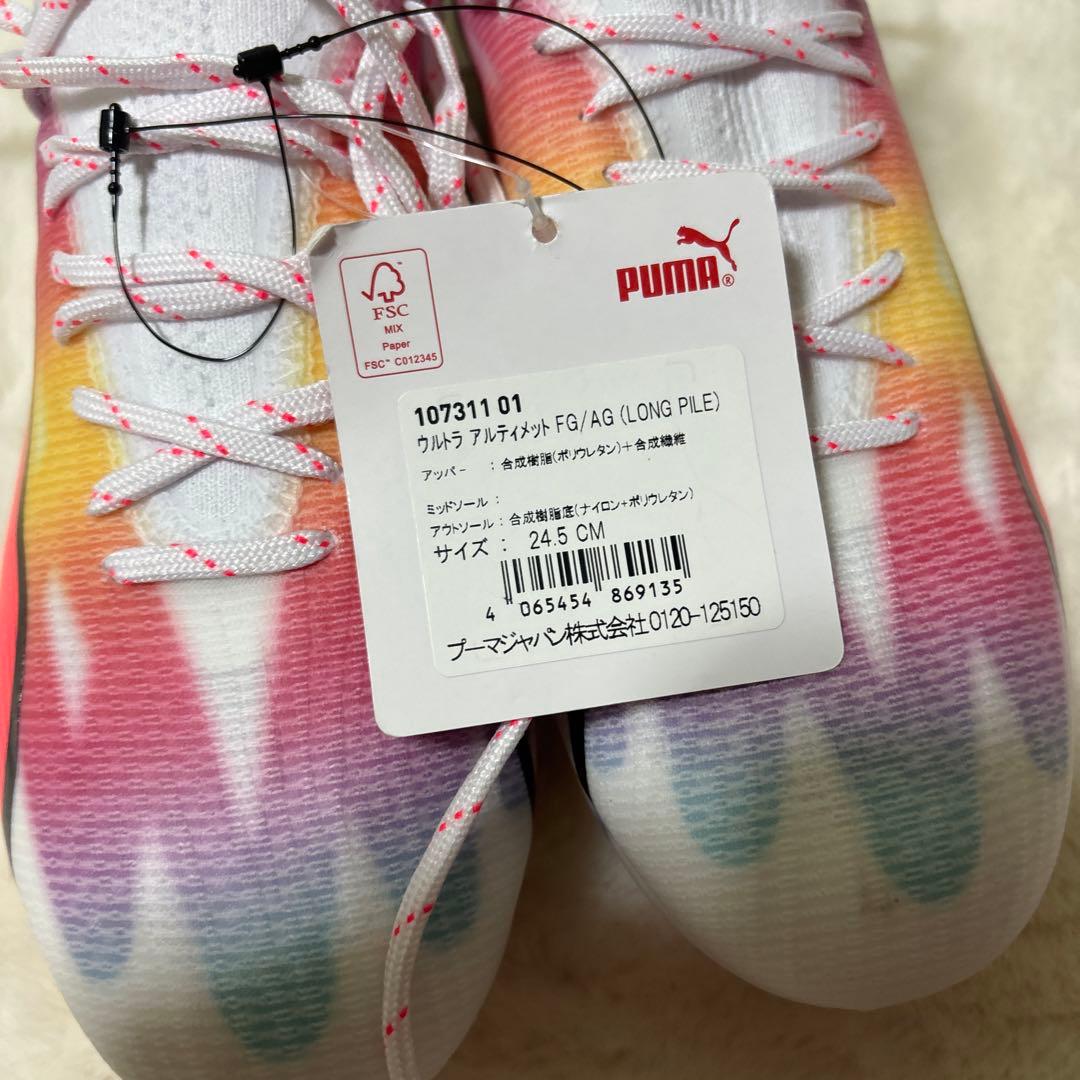 FSC
MIX
Paper
FSC™ C012345
PUMA®
107311 01
ウルトラ アルティメット FG/AG (LONG PILE)
アッパー : 合成樹脂(ポリウレタン)+合成繊維
ミッドソール :
アウトソール : 合成樹脂底(ナイロン+ポリウレタン)
サイズ : 24.5 CM
4 065454 869135
プーマジャパン株式会社0120-125150